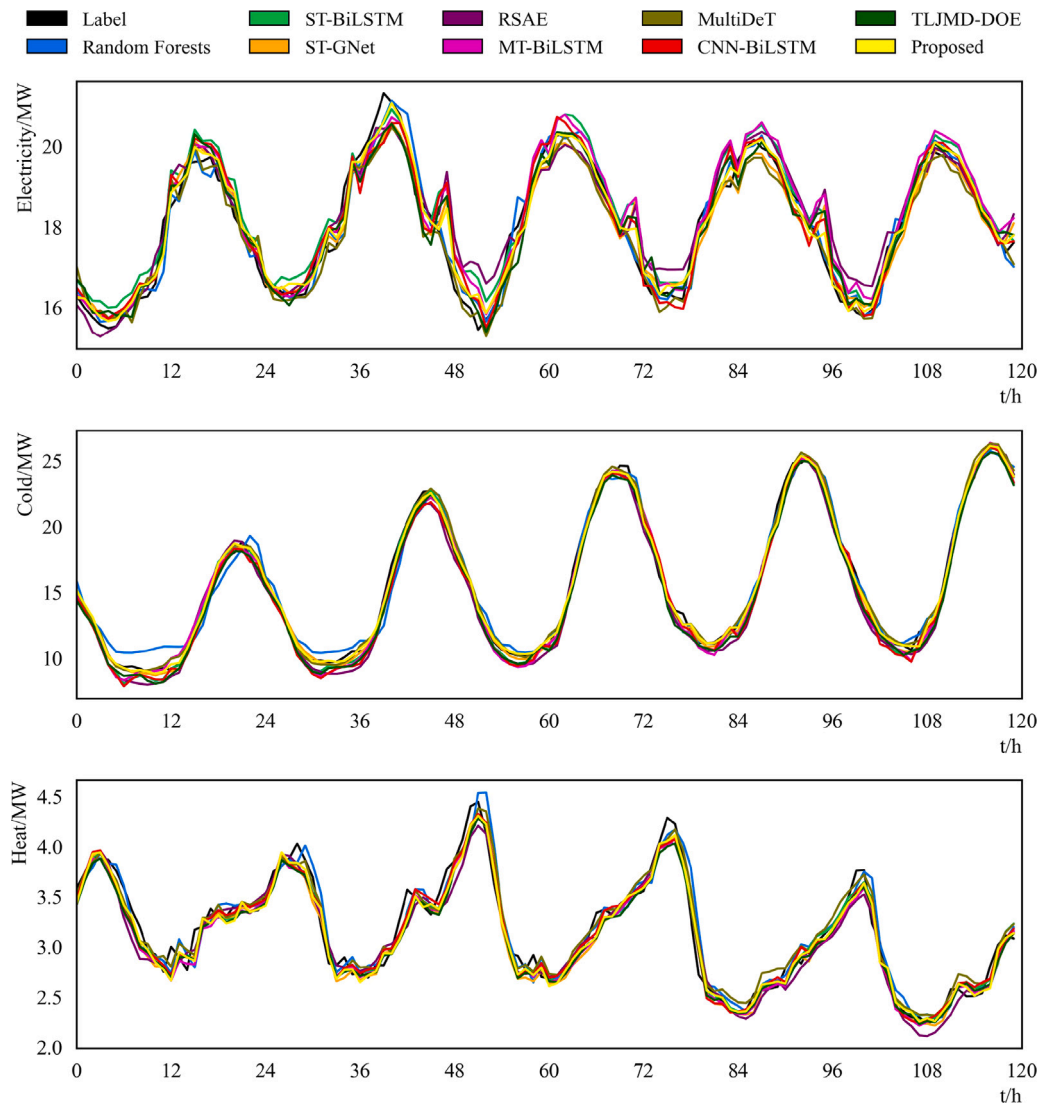 Label ST-BiLSTM RSAE MultiDeT TLJMD-DOE
Random Forests ST-GNet MT-BiLSTM CNN-BiLSTM Proposed
Electricity/MW
20
18
16
0 12 24 36 48 60 72 84 96 108 120
t/h
Cold/MW
25
20
15
10
0 12 24 36 48 60 72 84 96 108 120
t/h
Heat/MW
4.5
4.0
3.5
3.0
2.5
2.0
0 12 24 36 48 60 72 84 96 108 120
t/h